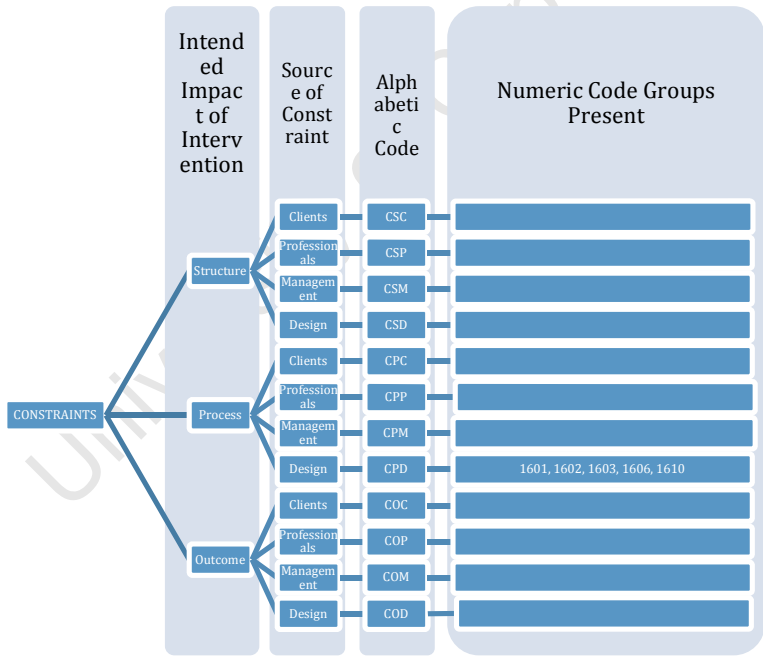 Intend
ed
Impac
t of
Interv
ention
Sourc
e of
Const
raint
Alph
abeti
c
Code
Numeric Code Groups
Present
CONSTRAINTS
Structure
Clients
CSC
Profession
als
CSP
Managem
ent
CSM
Design
CSD
Process
Clients
CPC
Profession
als
CPP
Managem
ent
CPM
Design
CPD
1601, 1602, 1603, 1606, 1610
Outcome
Clients
COC
Profession
als
COP
Managem
ent
COM
Design
COD